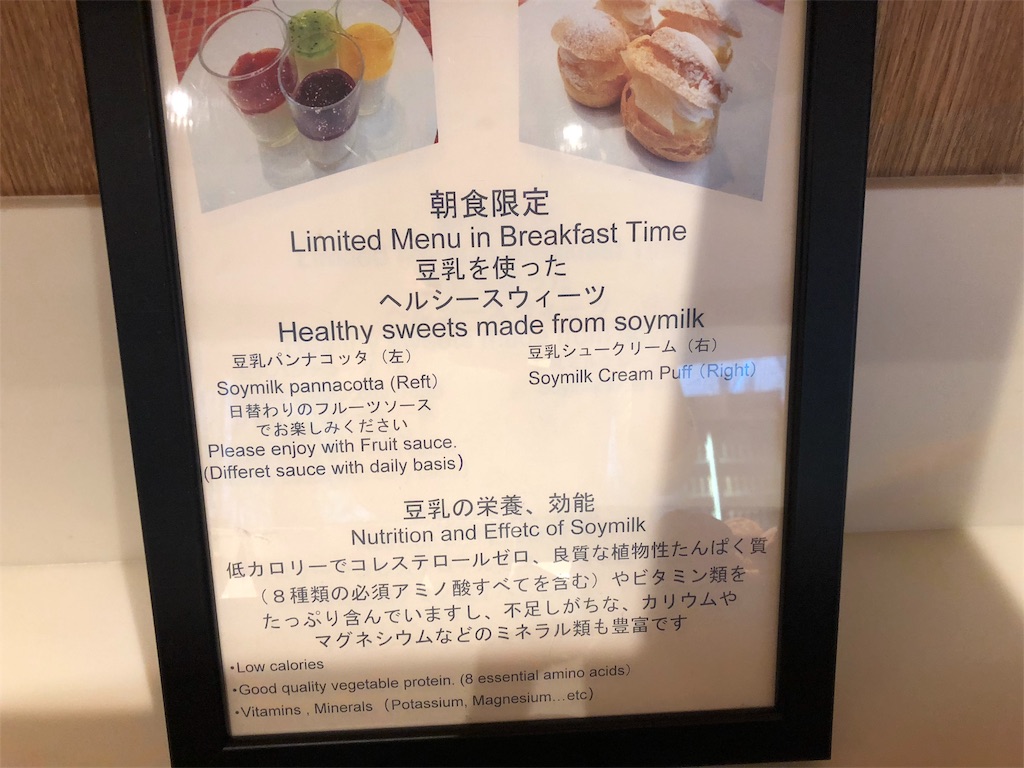 朝食限定
Limited Menu in Breakfast Time
豆乳を使った
ヘルシースウィーツ
Healthy sweets made from soymilk
豆乳パンナコッタ（左）
Soymilk pannacotta (Reft)
日替わりのフルーツソース
でお楽しみください
Please enjoy with Fruit sauce.
(Differet sauce with daily basis)
豆乳シュークリーム（右）
Soymilk Cream Puff (Right)
豆乳の栄養、効能
Nutrition and Effetc of Soymilk
低カロリーでコレステロールゼロ、良質な植物性たんぱく質
（８種類の必須アミノ酸すべてを含む）やビタミン類を
たっぷり含んでいますし、不足しがちな、カリウムや
マグネシウムなどのミネラル類も豊富です
・Low calories
・Good quality vegetable protein. (8 essential amino acids)
・Vitamins , Minerals （Potassium, Magnesium…etc）